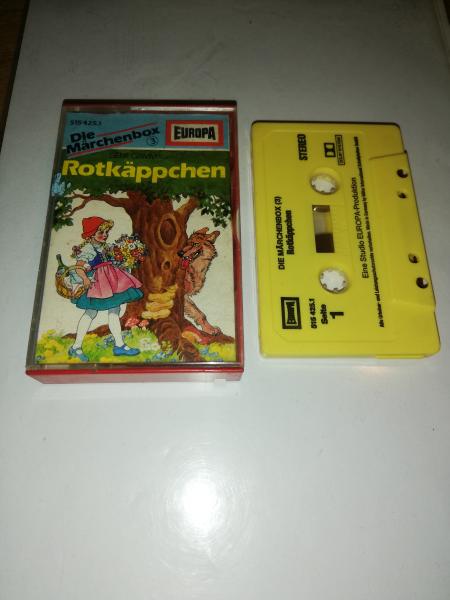 515 425.1
Die
Märchenbox
3
EUROPA
Rotkäppchen
STEREO
DIE MÄRCHENBOX (3)
Rotkäppchen
Eine Studio EUROPA-Produktion
EUROPA
515 425.1
Seite
1